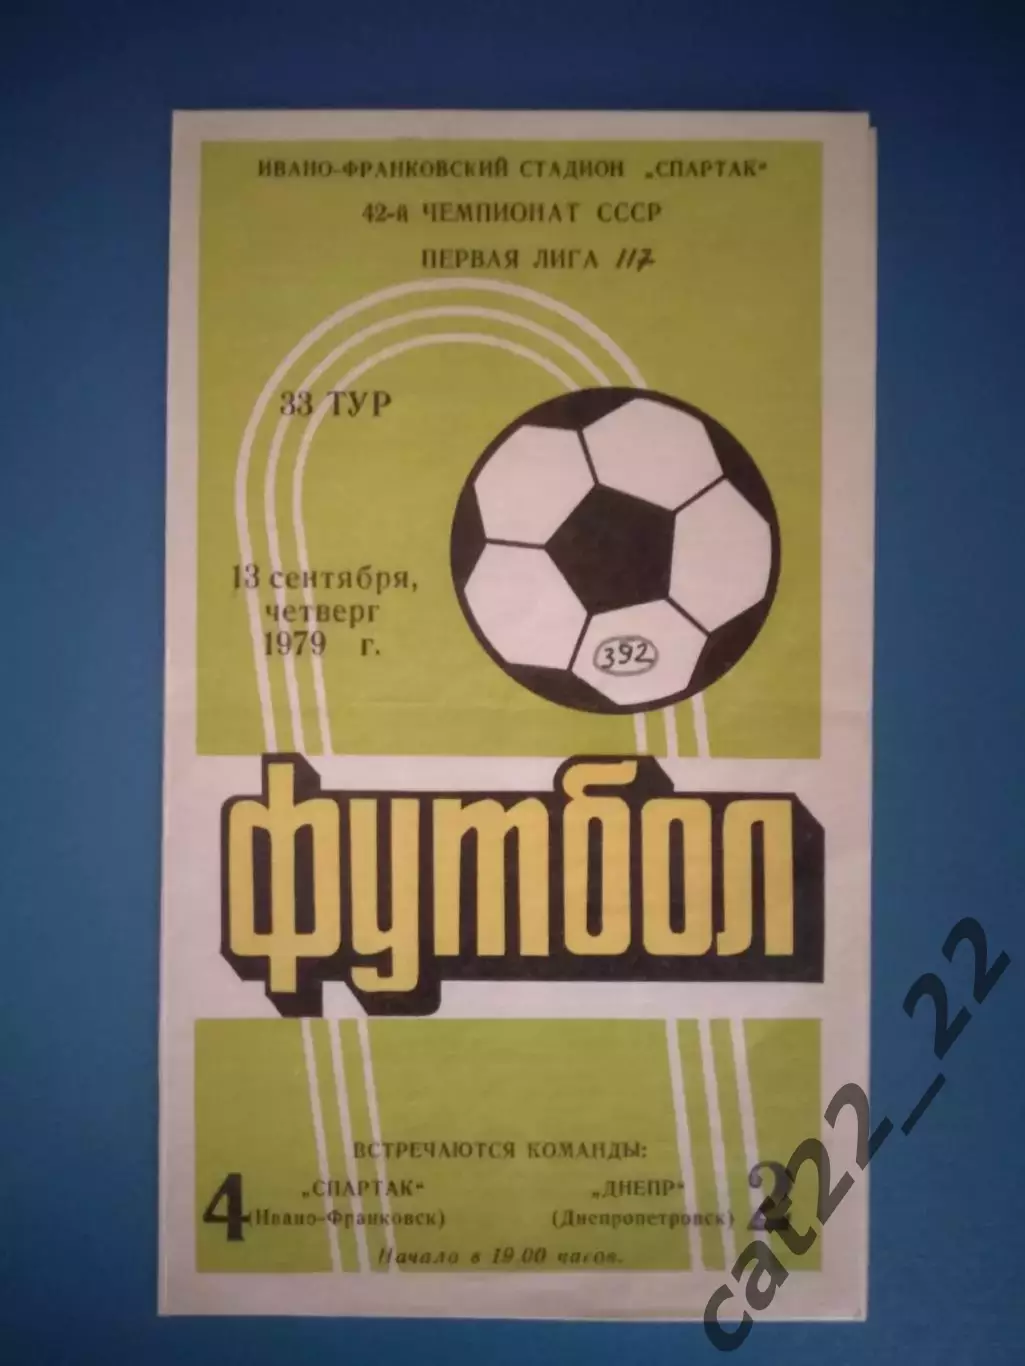 ИВАНО-ФРАНКОВСКИЙ СТАДИОН „СПАРТАК"
42-й ЧЕМПИОНАТ СССР
ПЕРВАЯ ЛИГА 117
33 ТУР
13 сентября,
четверг
1979 г.
392
футбол
ВСТРЕЧАЮТСЯ КОМАНДЫ:
4 „СПАРТАК" „ДНЕПР" 2
(Ивано-Франковск) (Днепропетровск)
Начало в 19.00 часов.
cat22_22